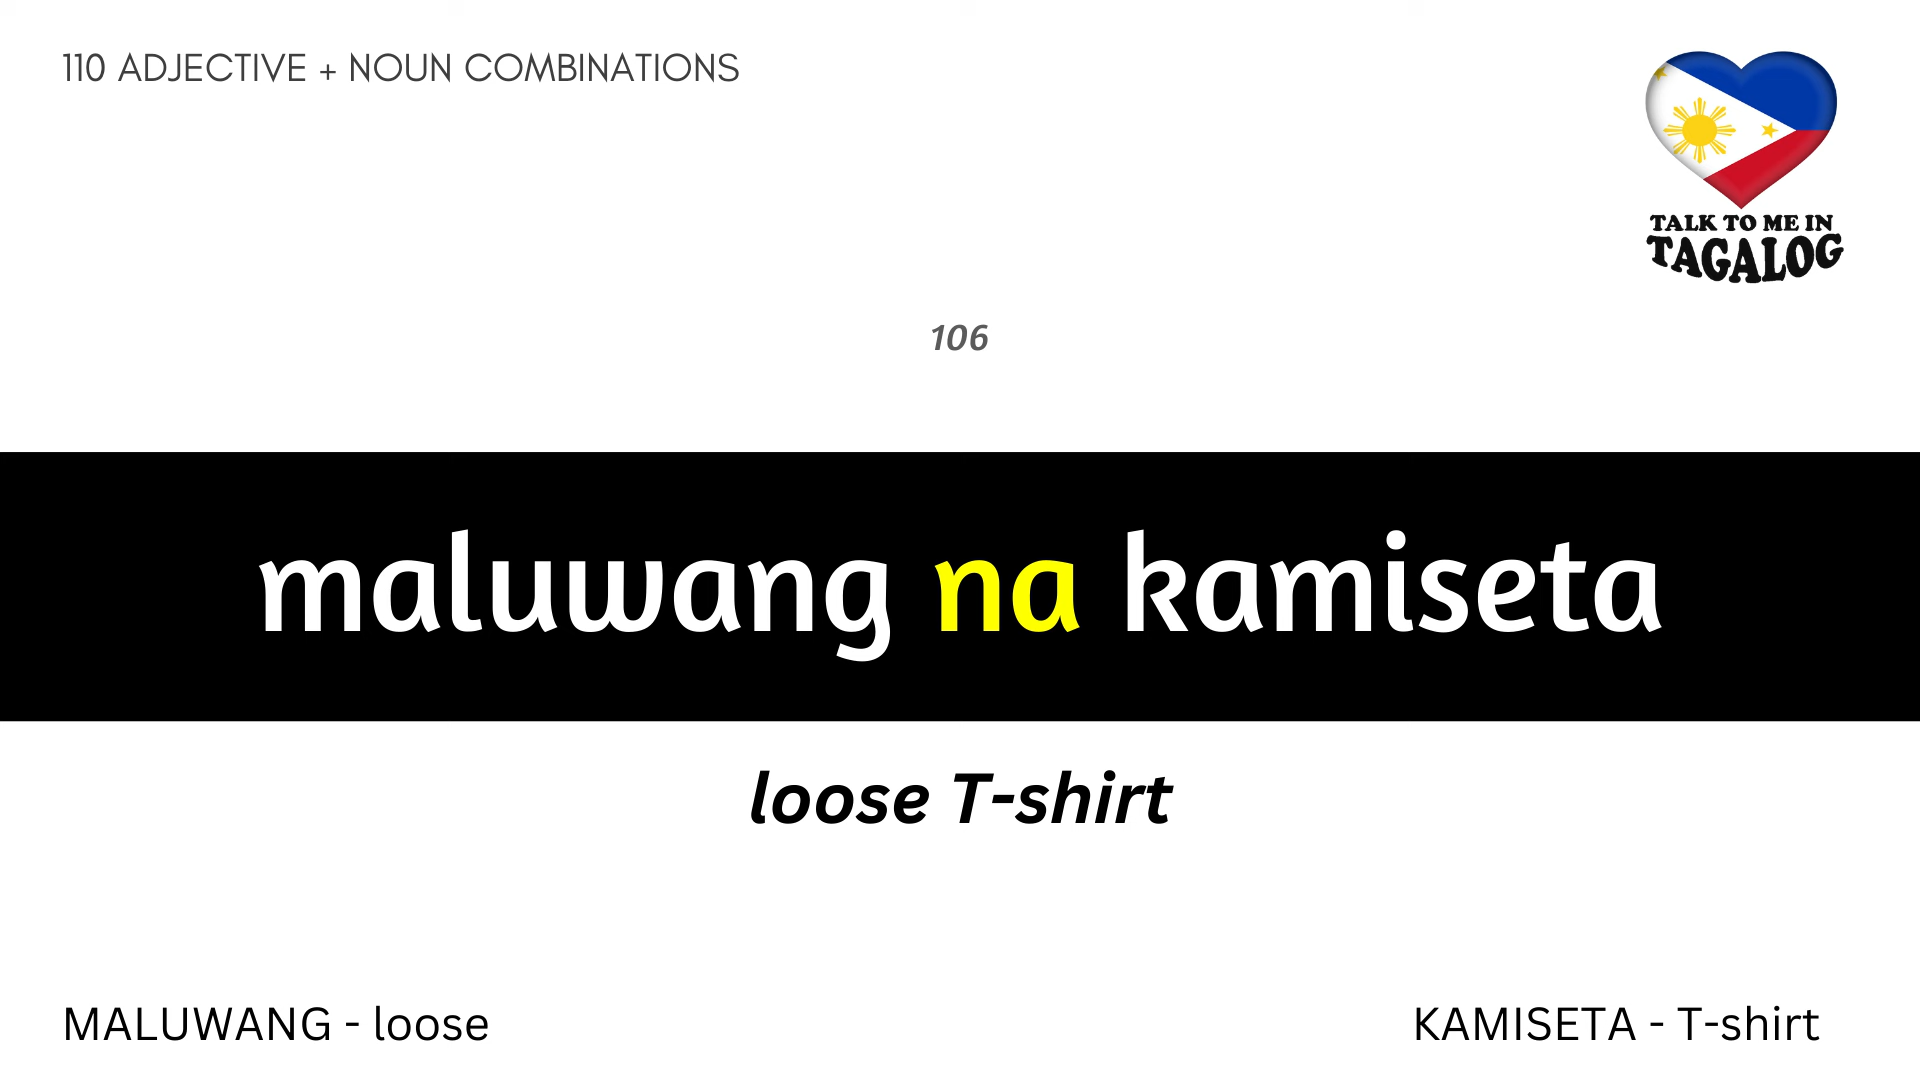 110 ADJECTIVE + NOUN COMBINATIONS
TALK TO ME IN
TAGALOG
106
maluwang na kamiseta
loose T-shirt
MALUWANG - loose
KAMISETA - T-shirt